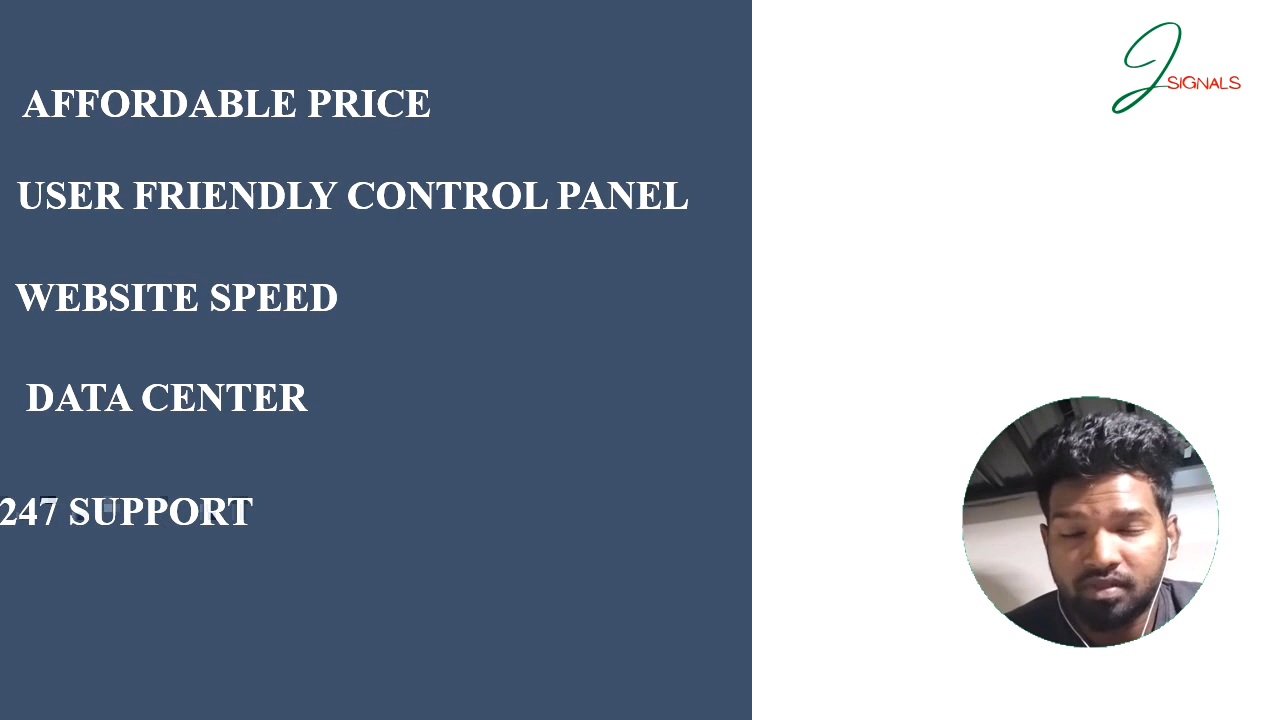 AFFORDABLE PRICE
USER FRIENDLY CONTROL PANEL
WEBSITE SPEED
DATA CENTER
247 SUPPORT
J SIGNALS